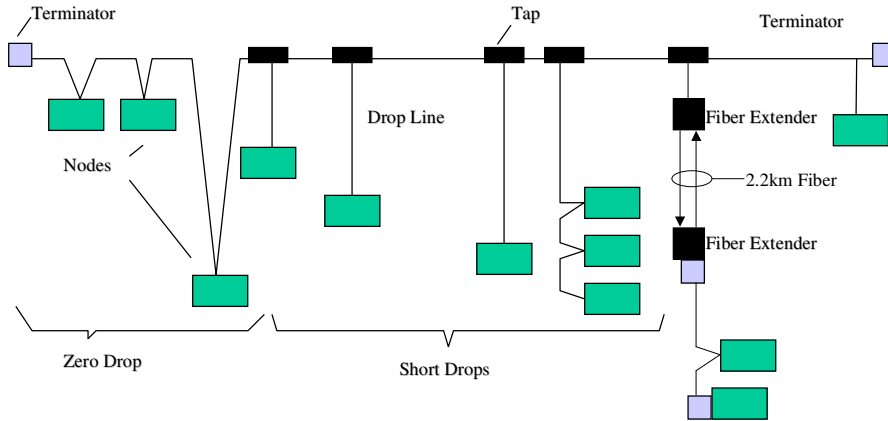 Terminator
Tap
Terminator
Drop Line
Fiber Extender
Nodes
2.2km Fiber
Fiber Extender
Zero Drop
Short Drops